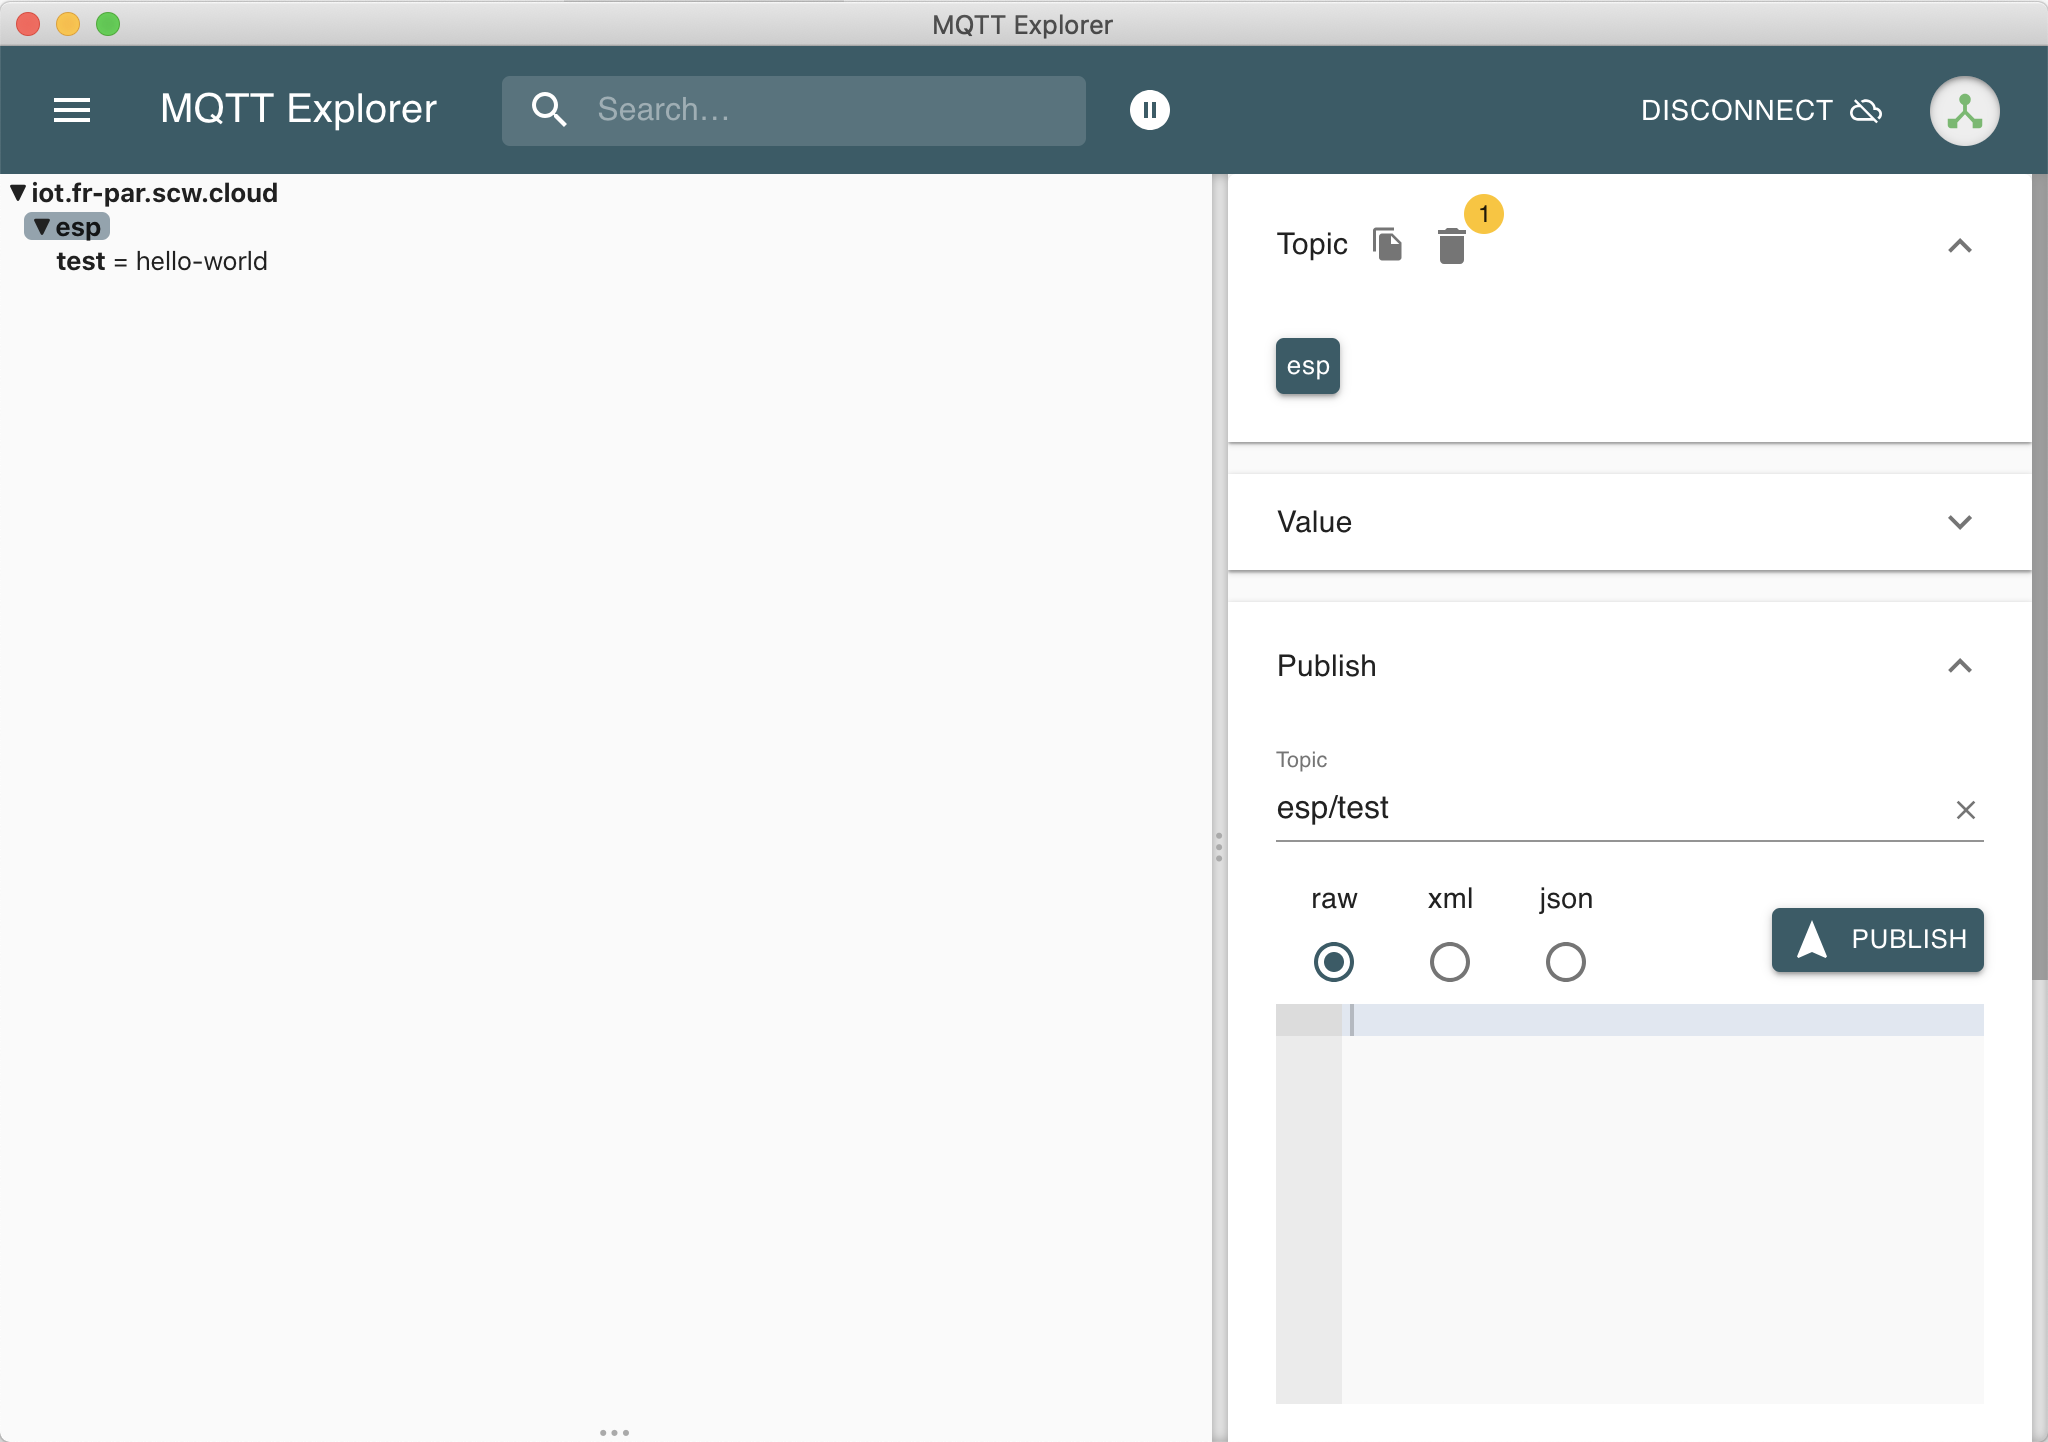 MQTT Explorer
MQTT Explorer
Search…
DISCONNECT
▼ iot.fr-par.scw.cloud
▼ esp
test = hello-world
Topic
1
esp
Value
Publish
Topic
esp/test
raw xml json
PUBLISH